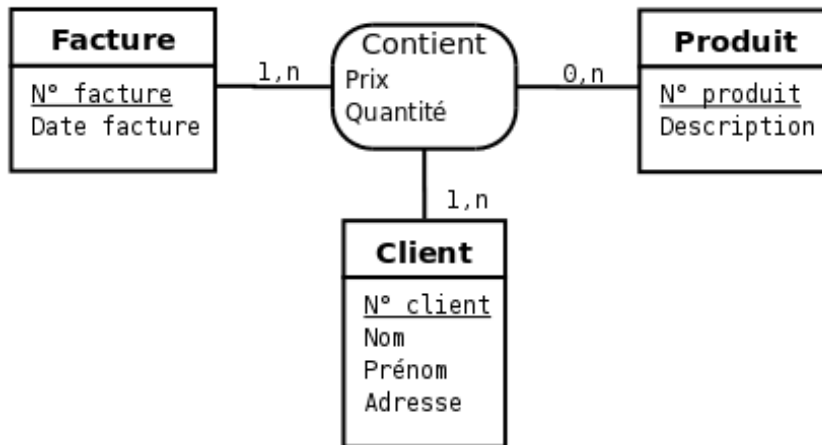 Facture
N° facture
Date facture
1,n
Contient
Prix
Quantité
0,n
Produit
N° produit
Description
1,n
Client
N° client
Nom
Prénom
Adresse